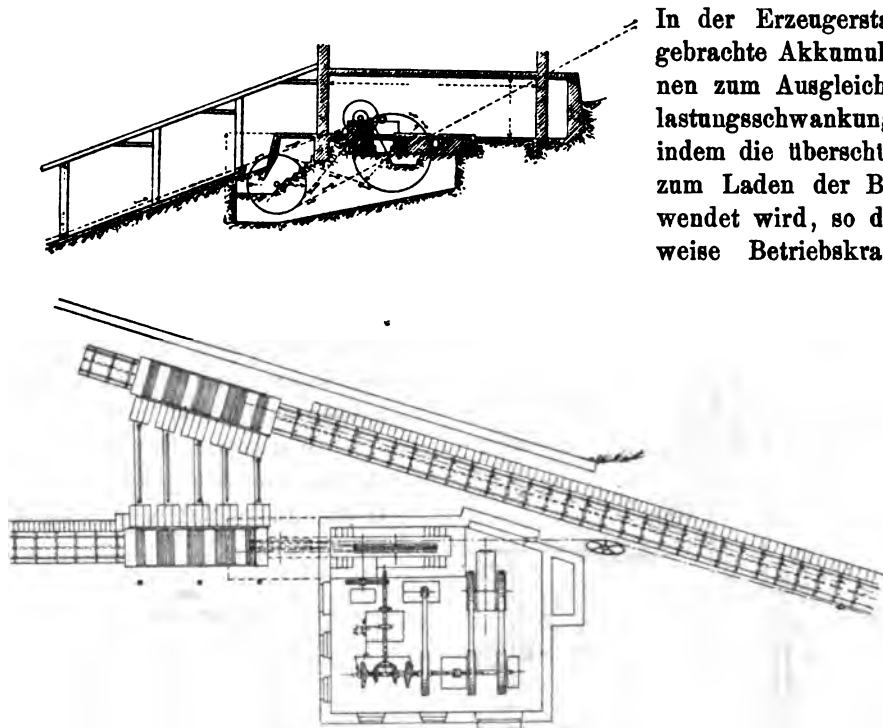 In der Erzeugersta
gebrachte Akkumul
nen zum Ausgleich
lastungsschwankung
indem die überschü
zum Laden der B
wendet wird, so d
weise Betriebskra